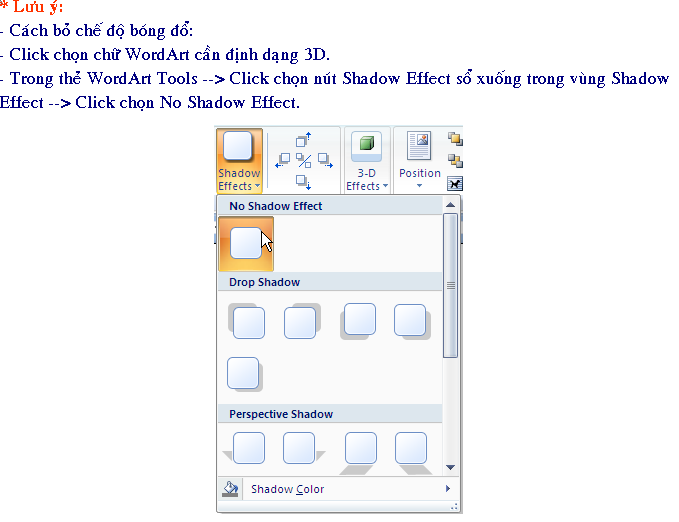 * Lưu ý:
- Cách bỏ chế độ bóng đổ:
- Click chọn chữ WordArt cần định dạng 3D.
- Trong thẻ WordArt Tools --> Click chọn nút Shadow Effect sổ xuống trong vùng Shadow
Effect --> Click chọn No Shadow Effect.
Shadow
Effects
3-D
Effects
Position
No Shadow Effect
Drop Shadow
Perspective Shadow
Shadow Color